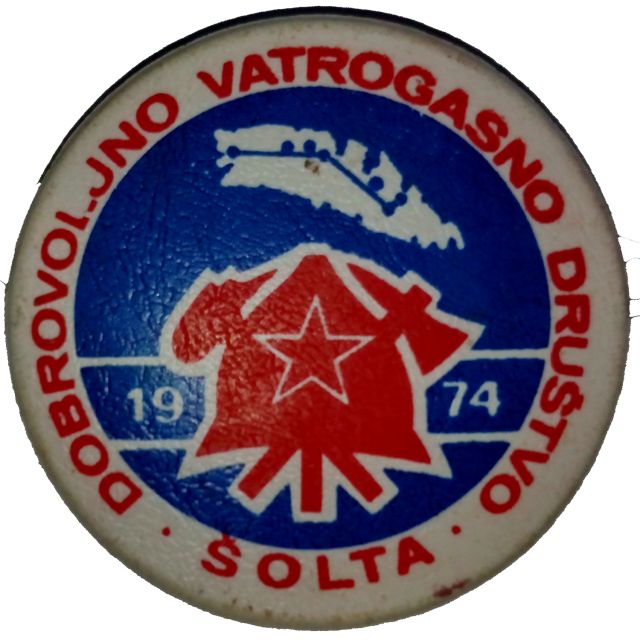 DOBROVOLJNO VATROGASNO DRUŠTVO
19 74
· ŠOLTA ·